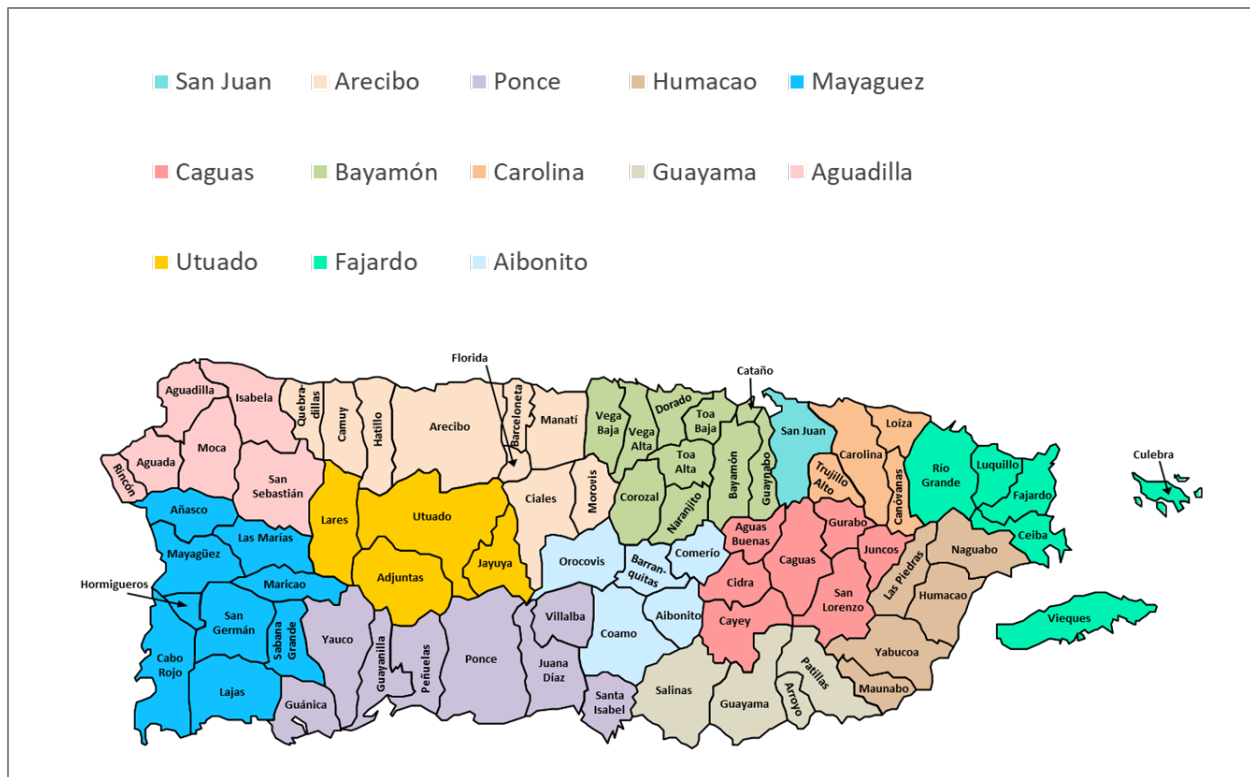 San Juan
Arecibo
Ponce
Humacao
Mayaguez
Caguas
Bayamón
Carolina
Guayama
Aguadilla
Utuado
Fajardo
Aibonito
Florida
Cataño
Aguadilla
Isabela
Quebra-
dillas
Camuy
Hatillo
Arecibo
Barceloneta
Manatí
Vega
Baja
Vega
Alta
Dorado
Toa
Baja
San Juan
Loíza
Carolina
Río
Grande
Luquillo
Fajardo
Culebra
Rincón
Aguada
Moca
San
Sebastián
Ciales
Morovis
Corozal
Toa
Alta
Naranjito
Bayamón
Guaynabo
Trujillo
Alto
Canóvanas
Ceiba
Añasco
Mayagüez
Las Marías
Lares
Utuado
Jayuya
Adjuntas
Orocovis
Barran-
quitas
Comerío
Aguas
Buenas
Caguas
Gurabo
Juncos
Las Piedras
Naguabo
Hormigueros
Maricao
San
Germán
Sabana
Grande
Yauco
Guayanilla
Peñuelas
Ponce
Villalba
Juana
Díaz
Coamo
Aibonito
Cidra
Cayey
San
Lorenzo
Humacao
Yabucoa
Vieques
Cabo
Rojo
Lajas
Guánica
Santa
Isabel
Salinas
Guayama
Arroyo
Patillas
Maunabo